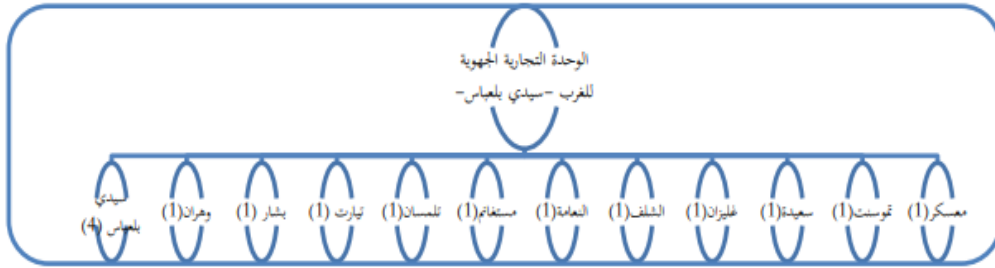 الوحدة التجارية الجهوية
للغرب -سيدي بلعباس-
معسكر(1)
تموسنت(1)
سعيدة(1)
غليزان(1)
الشلف(1)
النعامة(1)
مستغانم(1)
تلمسان(1)
تيارت (1)
بشار (1)
وهران(1)
سيدي
بلعباس (4)